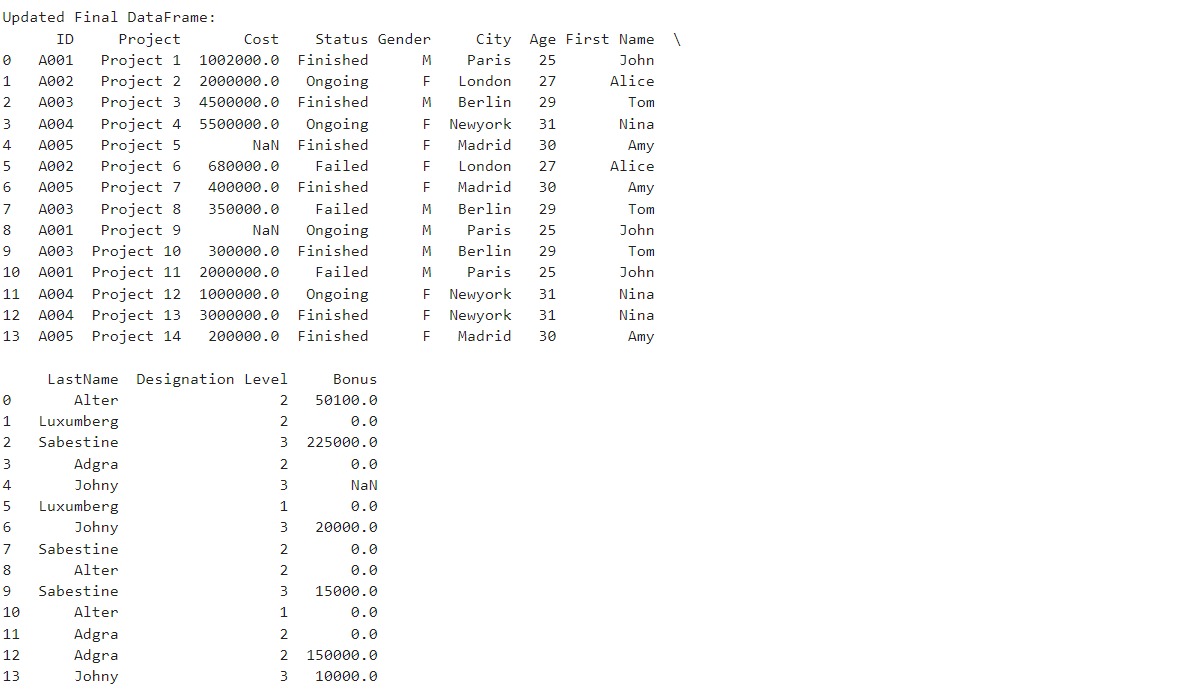 Updated Final DataFrame:
      ID     Project       Cost    Status Gender     City  Age First Name  \
0   A001   Project 1  1002000.0  Finished      M    Paris   25       John
1   A002   Project 2  2000000.0   Ongoing      F   London   27      Alice
2   A003   Project 3  4500000.0  Finished      M   Berlin   29        Tom
3   A004   Project 4  5500000.0   Ongoing      F  Newyork   31       Nina
4   A005   Project 5        NaN  Finished      F   Madrid   30        Amy
5   A002   Project 6   680000.0    Failed      F   London   27      Alice
6   A005   Project 7   400000.0  Finished      F   Madrid   30        Amy
7   A003   Project 8   350000.0    Failed      M   Berlin   29        Tom
8   A001   Project 9        NaN   Ongoing      M    Paris   25       John
9   A003  Project 10   300000.0  Finished      M   Berlin   29        Tom
10  A001  Project 11  2000000.0    Failed      M    Paris   25       John
11  A004  Project 12  1000000.0   Ongoing      F  Newyork   31       Nina
12  A004  Project 13  3000000.0  Finished      F  Newyork   31       Nina
13  A005  Project 14   200000.0  Finished      F   Madrid   30        Amy

     LastName  Designation Level     Bonus
0       Alter                  2   50100.0
1   Luxumberg                  2       0.0
2   Sabestine                  3  225000.0
3       Adgra                  2       0.0
4       Johny                  3       NaN
5   Luxumberg                  1       0.0
6       Johny                  3   20000.0
7   Sabestine                  2       0.0
8       Alter                  2       0.0
9   Sabestine                  3   15000.0
10      Alter                  1       0.0
11      Adgra                  2       0.0
12      Adgra                  2  150000.0
13      Johny                  3   10000.0